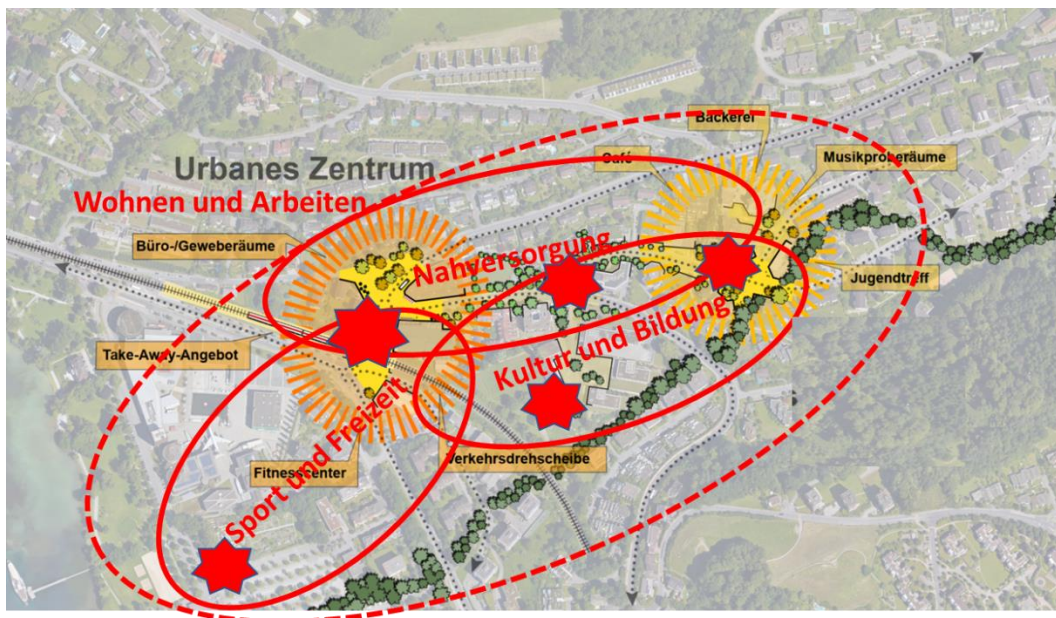 Bäckerei
Café
Musikproberäume
Urbanes Zentrum
Wohnen und Arbeiten
Büro-/Geweberäume
Nahversorgung
Jugendtreff
Kultur und Bildung
Take-Away-Angebot
Sport und Freizeit
Verkehrsdrehscheibe
Fitnesscenter